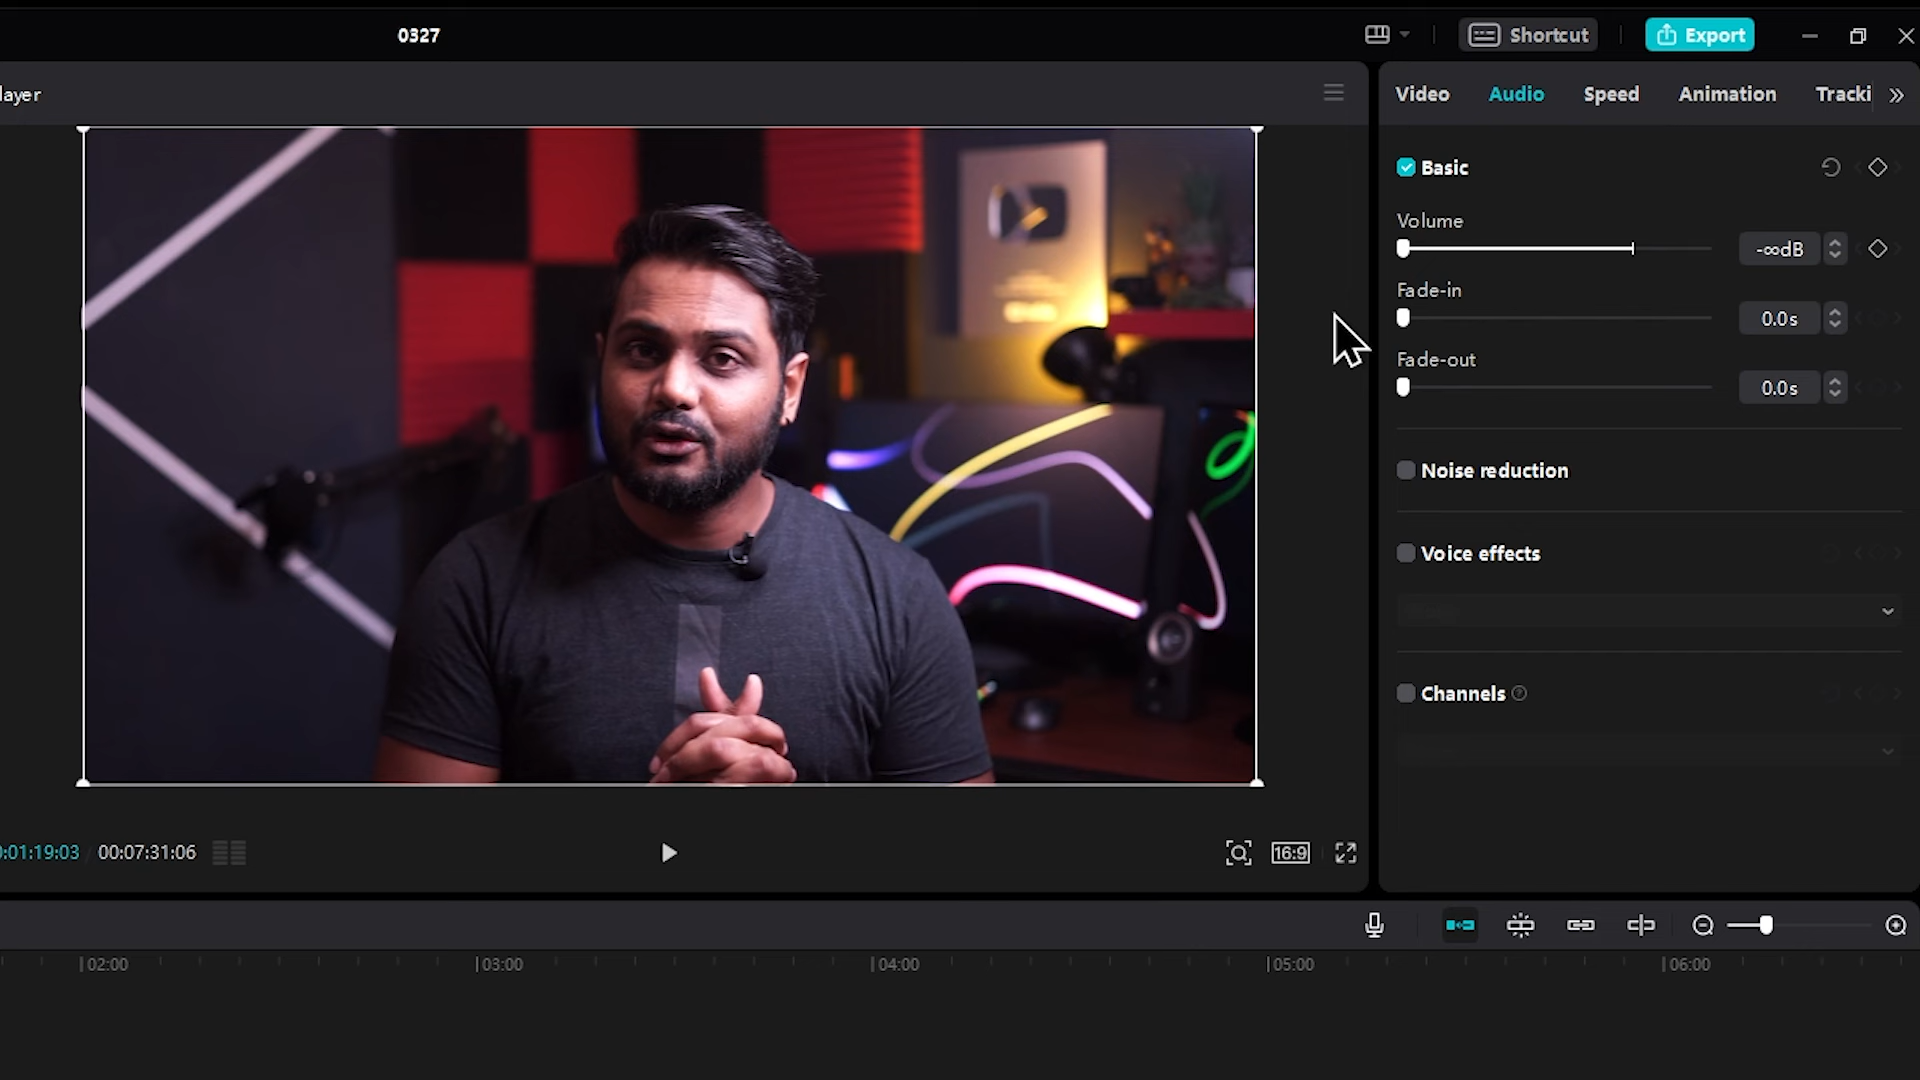 0327
Shortcut
Export
layer
Video
Audio
Speed
Animation
Tracki
Basic
Volume
-∞dB
Fade-in
0.0s
Fade-out
0.0s
Noise reduction
Voice effects
Channels
:01:19:03
00:07:31:06
16:9
02:00
03:00
04:00
05:00
06:00